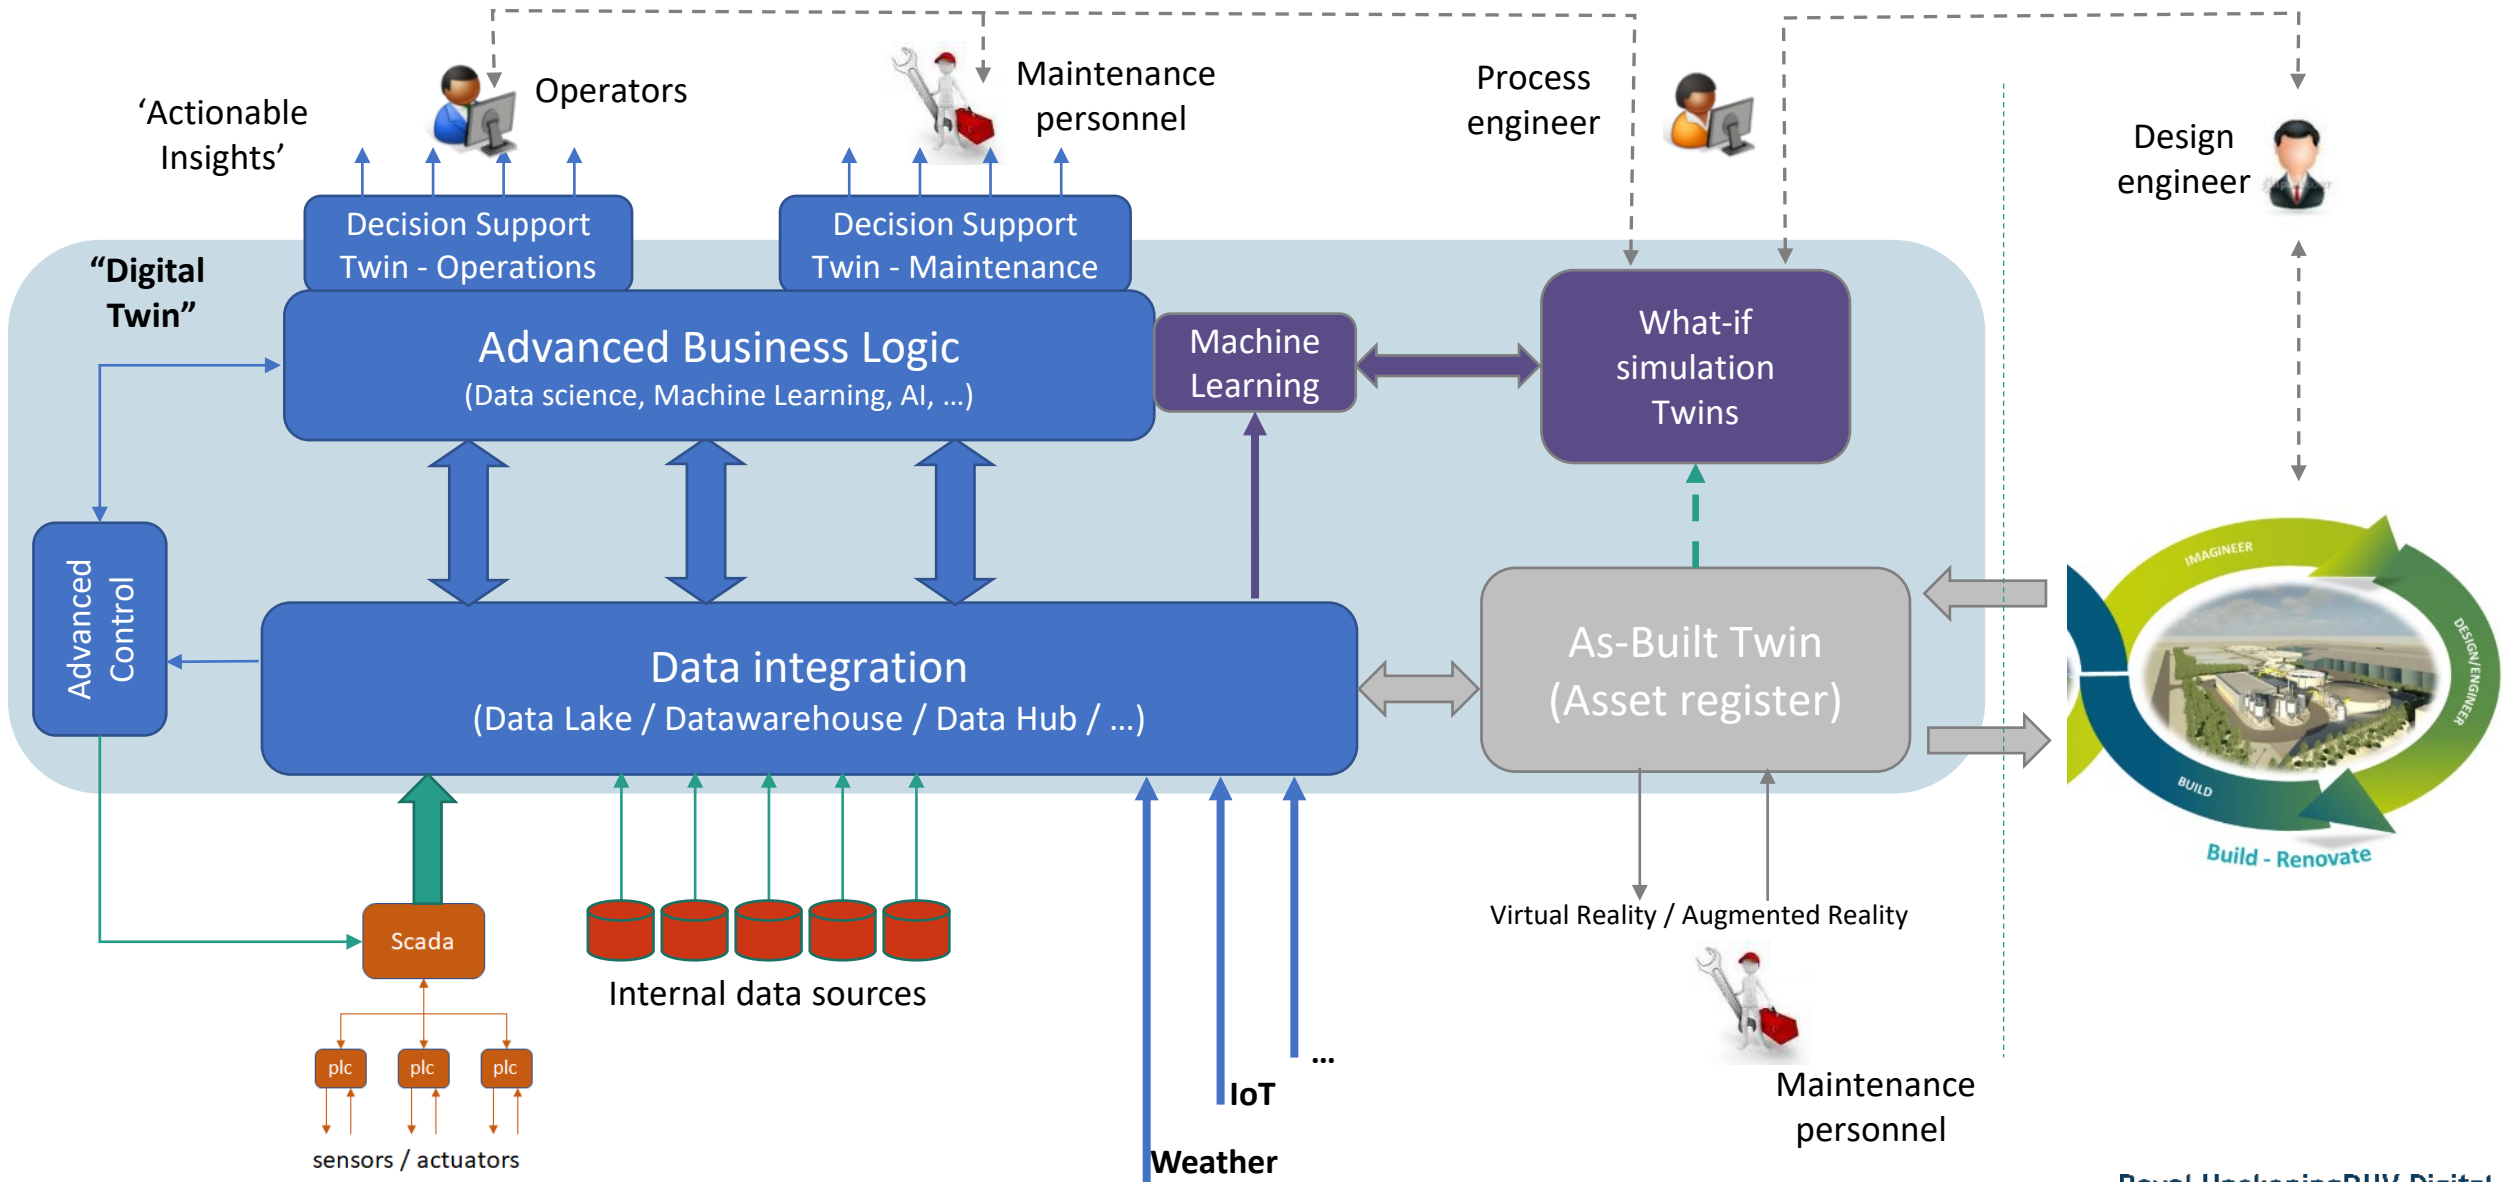 ‘Actionable
Insights’
Operators
Maintenance
personnel
Process
engineer
Design
engineer
“Digital
Twin”
Decision Support
Twin - Operations
Decision Support
Twin - Maintenance
Advanced Business Logic
(Data science, Machine Learning, AI, ...)
Machine
Learning
What-if
simulation
Twins
Advanced
Control
Data integration
(Data Lake / Datawarehouse / Data Hub / ...)
As-Built Twin
(Asset register)
IMAGINEER
DESIGN/ENGINEER
BUILD
Build - Renovate
Scada
Internal data sources
plc
plc
plc
sensors / actuators
...
IoT
Weather
Virtual Reality / Augmented Reality
Maintenance
personnel